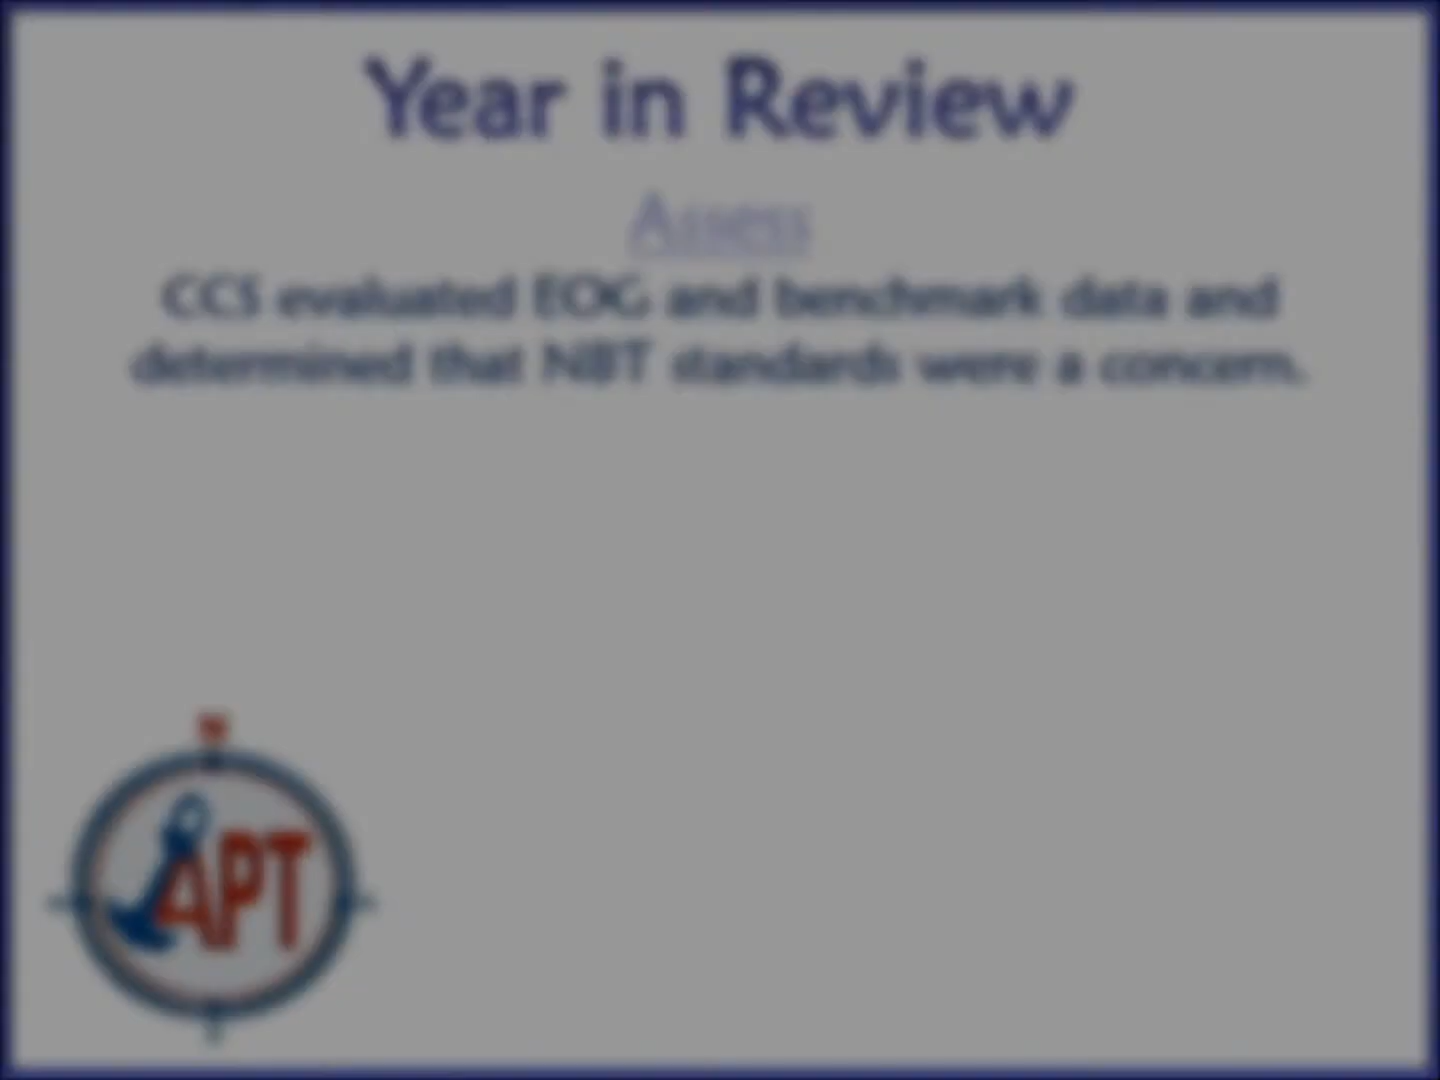 Year in Review
Assess
CCS evaluated EOG and benchmark data and
determined that NBT standards were a concern.
N
APT